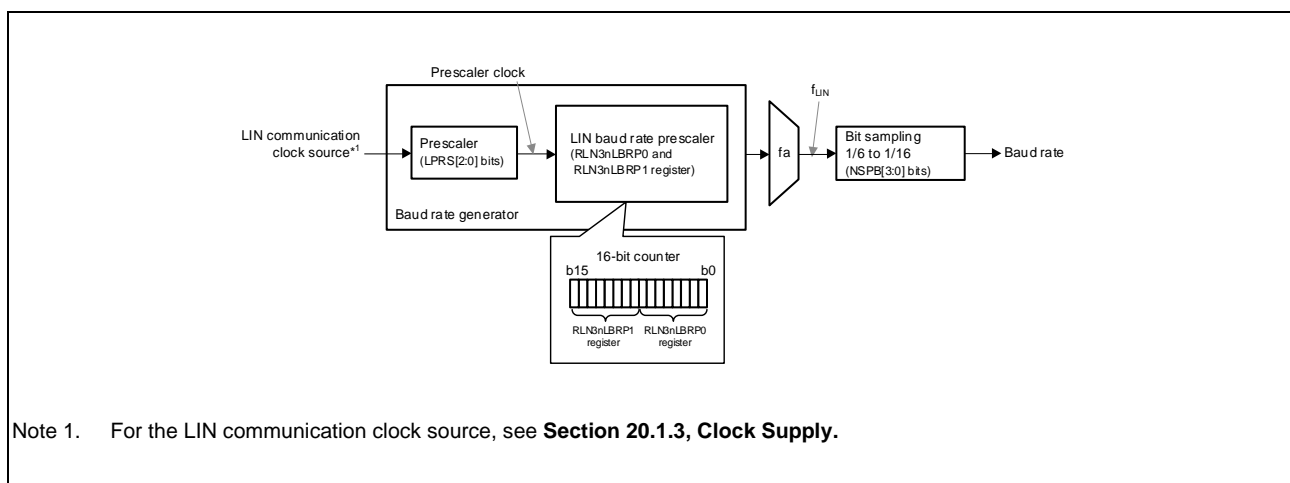 Prescaler clock
f_LIN
LIN communication
clock source*1
Prescaler
(LPRS[2:0] bits)
LIN baud rate prescaler
(RLN3nLBRP0 and
RLN3nLBRP1 register)
fa
Bit sampling
1/6 to 1/16
(NSPB[3:0] bits)
Baud rate
Baud rate generator
16-bit counter
b15 b0
RLN3nLBRP1
register
RLN3nLBRP0
register
Note 1. For the LIN communication clock source, see Section 20.1.3, Clock Supply.